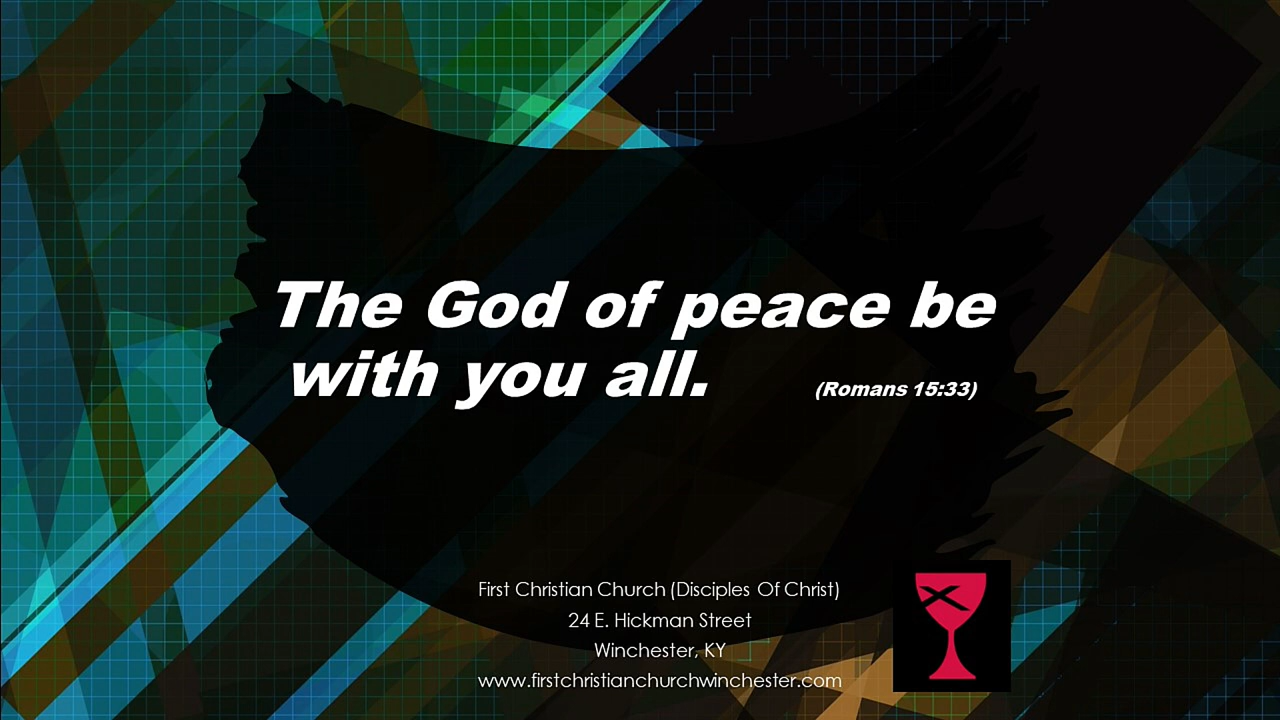 The God of peace be
with you all. (Romans 15:33)
First Christian Church (Disciples Of Christ)
24 E. Hickman Street
Winchester, KY
www.firstchristianchurchwinchester.com